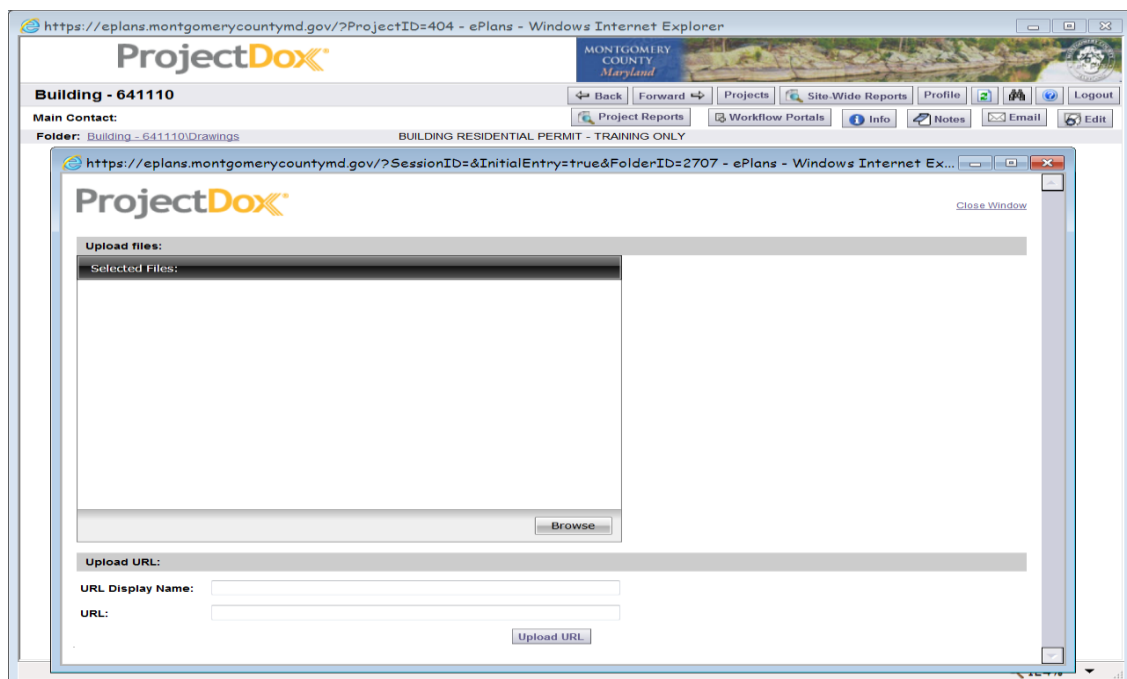 https://eplans.montgomerycountymd.gov/?ProjectID=404 - ePlans - Windows Internet Explorer
ProjectDox
MONTGOMERY
COUNTY
Maryland
Building - 641110
Back Forward Projects Site-Wide Reports Profile Logout
Main Contact:
Project Reports Workflow Portals Info Notes Email Edit
Folder: Building - 641110\Drawings BUILDING RESIDENTIAL PERMIT - TRAINING ONLY
https://eplans.montgomerycountymd.gov/?SessionID=&InitialEntry=true&FolderID=2707 - ePlans - Windows Internet Ex...
ProjectDox
Close Window
Upload files:
Selected Files:
Browse
Upload URL:
URL Display Name:
URL:
Upload URL